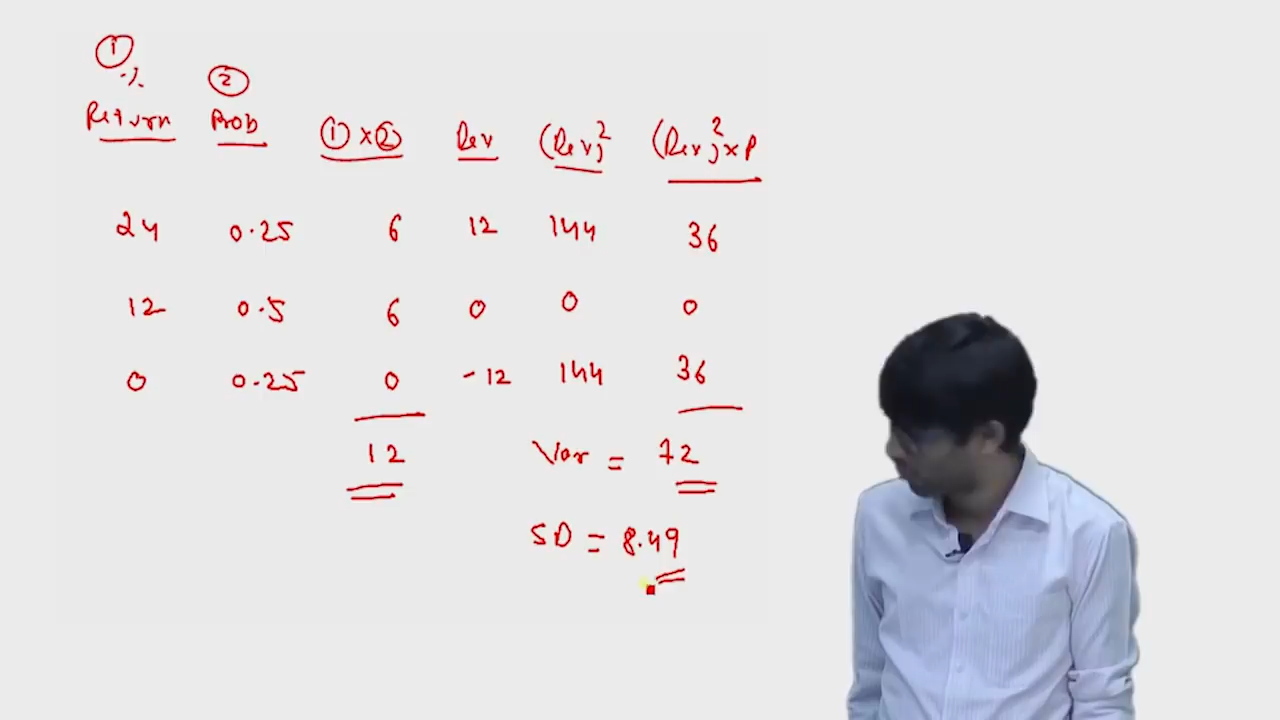 ① % ②
Return Prob ① x ② Dev (Dev)² (Dev)² x P
24 0.25 6 12 144 36
12 0.5 6 0 0 0
0 0.25 0 -12 144 36
12 Var = 72
SD = 8.49